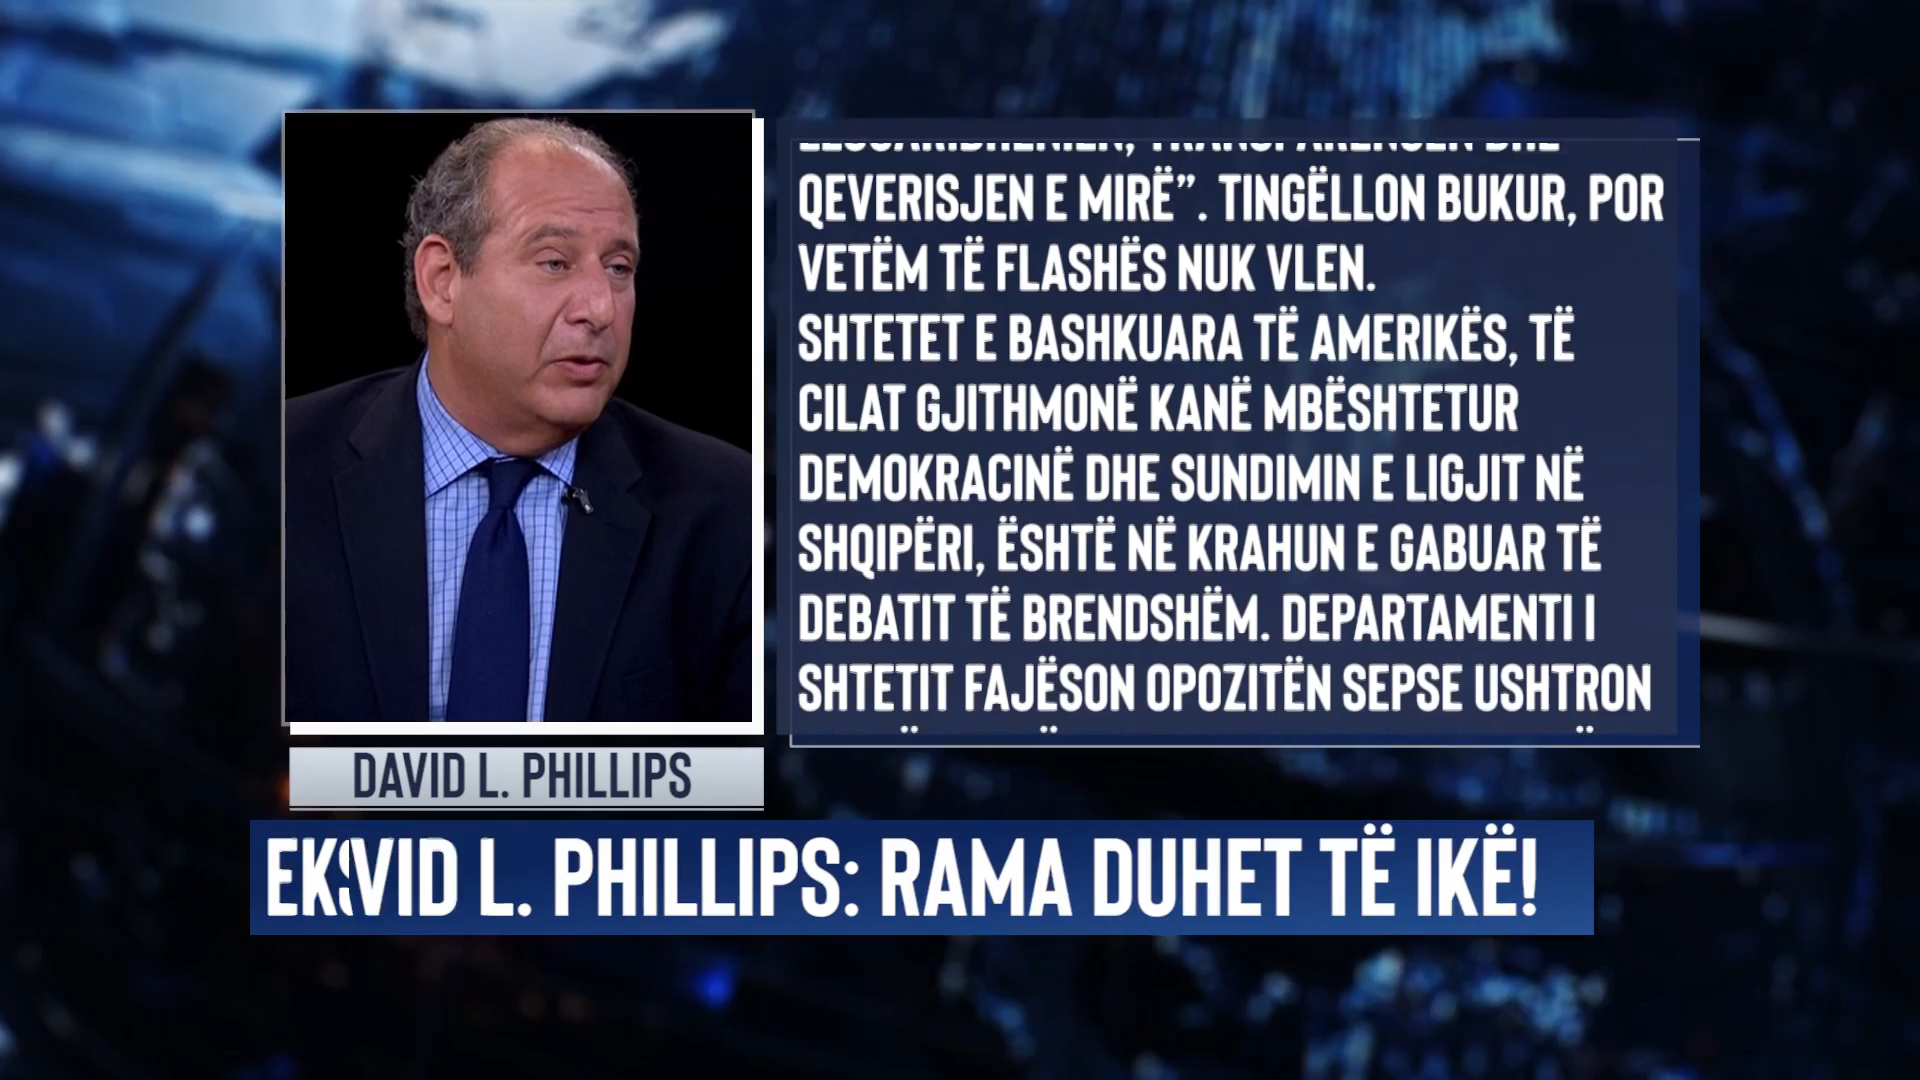 QEVERISJEN E MIRË”. TINGËLLON BUKUR, POR
VETËM TË FLASHËS NUK VLEN.
SHTETET E BASHKUARA TË AMERIKËS, TË
CILAT GJITHMONË KANË MBËSHTETUR
DEMOKRACINË DHE SUNDIMIN E LIGJIT NË
SHQIPËRI, ËSHTË NË KRAHUN E GABUAR TË
DEBATIT TË BRENDSHËM. DEPARTAMENTI I
SHTETIT FAJËSON OPOZITËN SEPSE USHTRON
DAVID L. PHILLIPS
L. PHILLIPS: RAMA DUHET TË IKË!